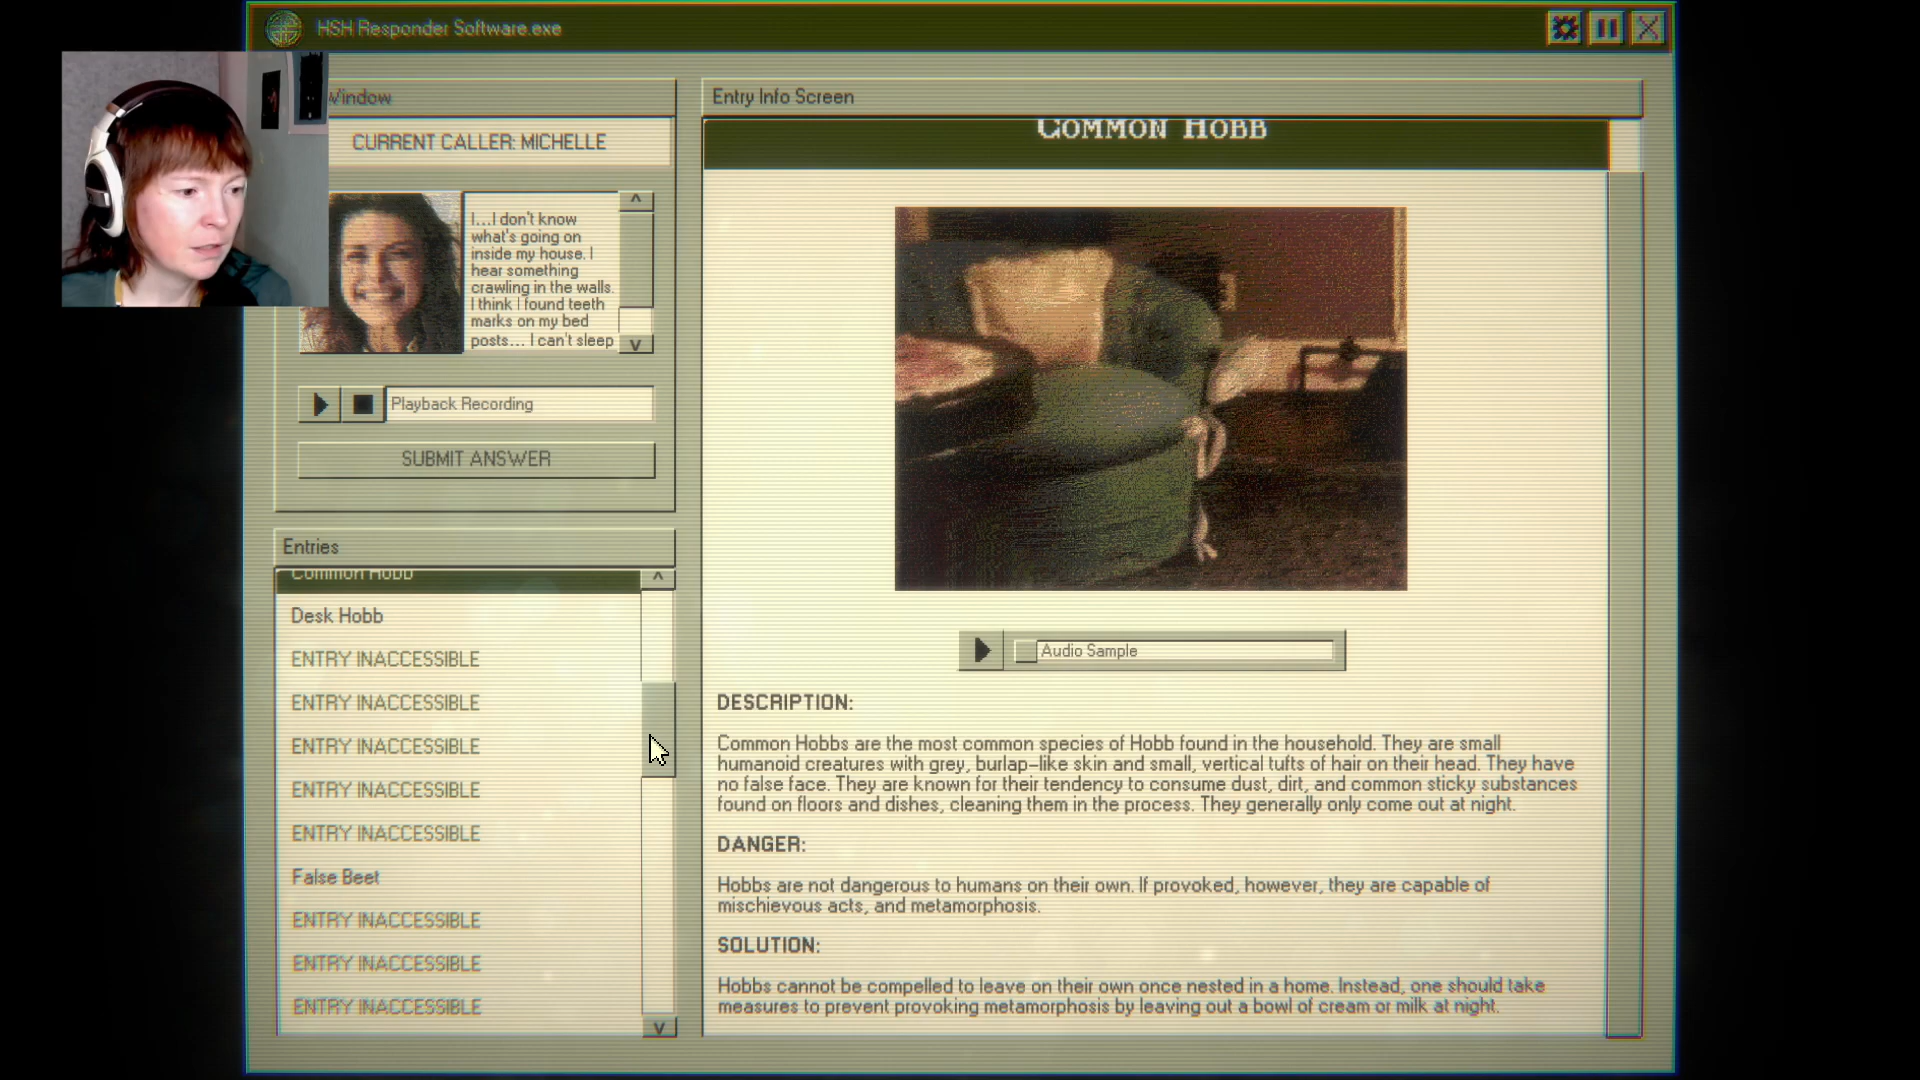 HSH Responder Software.exe
Window
CURRENT CALLER: MICHELLE
I...I don't know
what's going on
inside my house. I
hear something
crawling in the walls.
I think I found teeth
marks on my bed
posts... I can't sleep
Playback Recording
SUBMIT ANSWER
Entries
Common Hobb
Desk Hobb
ENTRY INACCESSIBLE
ENTRY INACCESSIBLE
ENTRY INACCESSIBLE
ENTRY INACCESSIBLE
ENTRY INACCESSIBLE
False Beet
ENTRY INACCESSIBLE
ENTRY INACCESSIBLE
ENTRY INACCESSIBLE
Entry Info Screen
COMMON HOBB
Audio Sample
DESCRIPTION:
Common Hobbs are the most common species of Hobb found in the household. They are small
humanoid creatures with grey, burlap-like skin and small, vertical tufts of hair on their head. They have
no false face. They are known for their tendency to consume dust, dirt, and common sticky substances
found on floors and dishes, cleaning them in the process. They generally only come out at night.
DANGER:
Hobbs are not dangerous to humans on their own. If provoked, however, they are capable of
mischievous acts, and metamorphosis.
SOLUTION:
Hobbs cannot be compelled to leave on their own once nested in a home. Instead, one should take
measures to prevent provoking metamorphosis by leaving out a bowl of cream or milk at night.